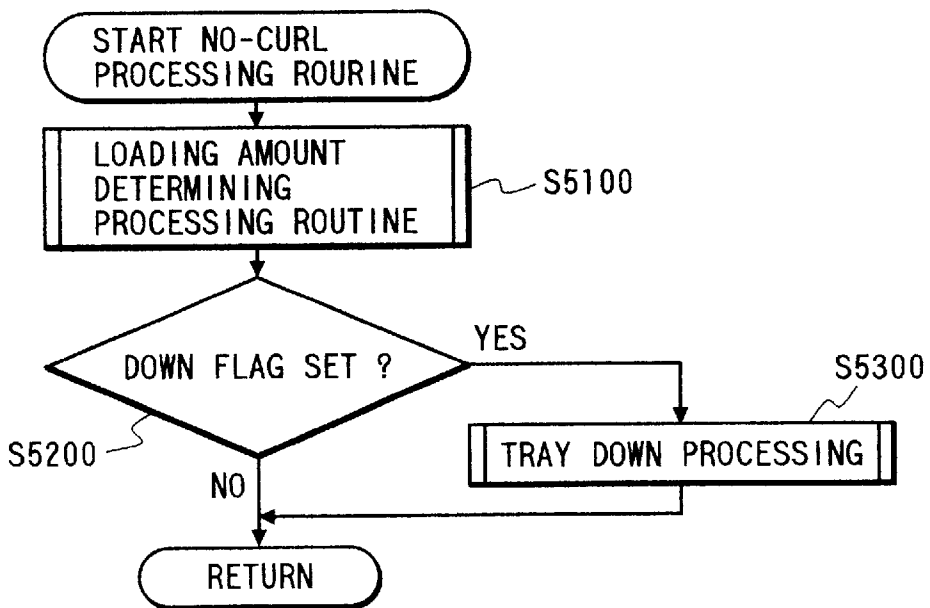 START NO-CURL
PROCESSING ROURINE
LOADING AMOUNT
DETERMINING
PROCESSING ROUTINE
S5100
DOWN FLAG SET ?
YES
S5200
NO
S5300
TRAY DOWN PROCESSING
RETURN